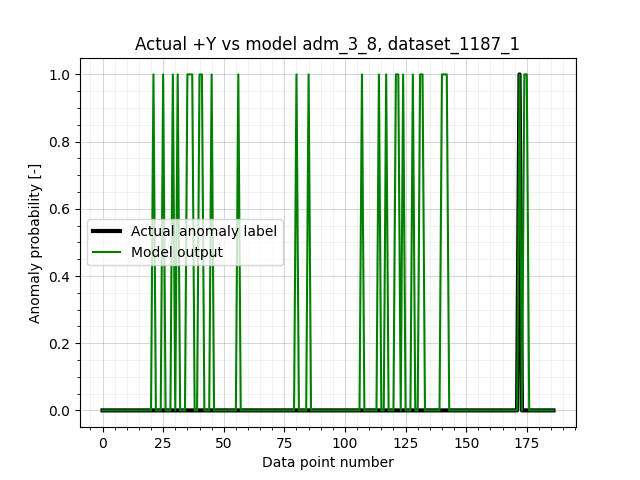 Actual +Y vs model adm_3_8, dataset_1187_1
Anomaly probability [-]
1.0
0.8
0.6
0.4
0.2
0.0
Actual anomaly label
Model output
0 25 50 75 100 125 150 175
Data point number